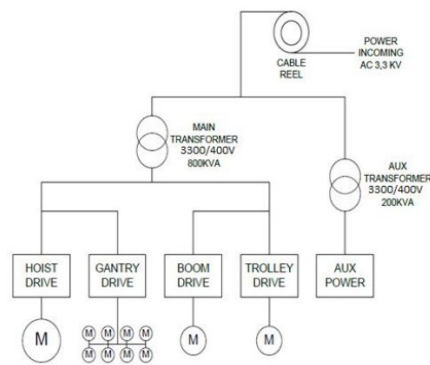 POWER
INCOMING
AC 3,3 KV
CABLE
REEL
MAIN
TRANSFORMER
3300/400V
800KVA
AUX
TRANSFORMER
3300/400V
200KVA
HOIST
DRIVE
GANTRY
DRIVE
BOOM
DRIVE
TROLLEY
DRIVE
AUX
POWER
M
M M M M
M M M M
M
M